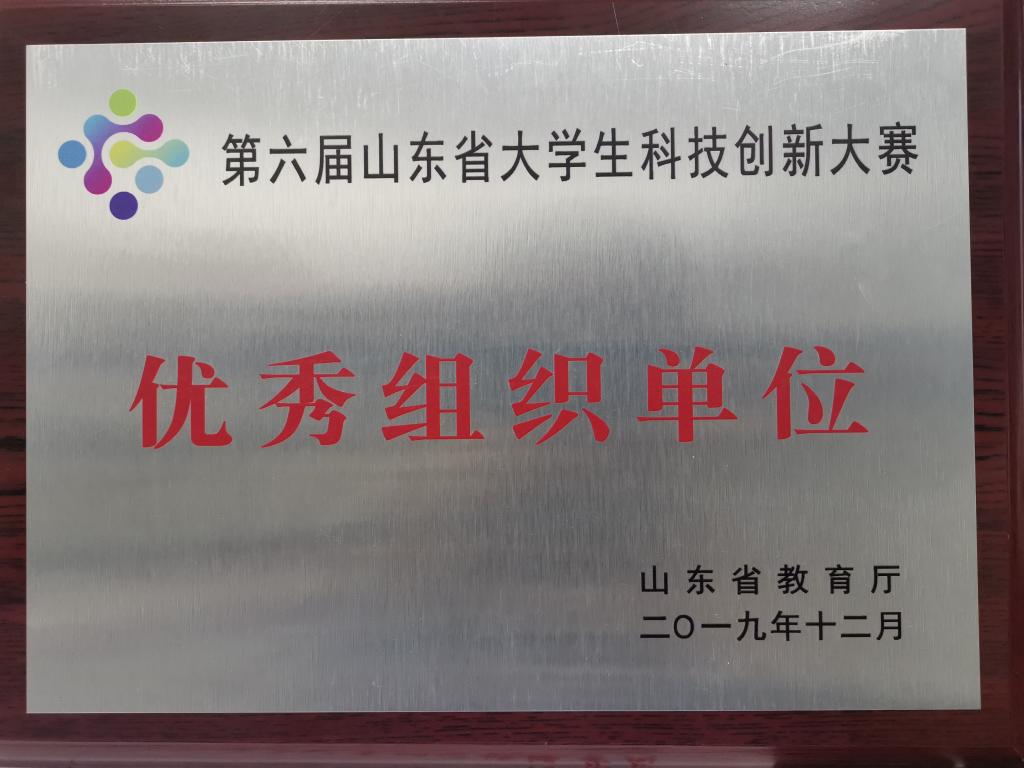 第六届山东省大学生科技创新大赛
优秀组织单位
山东省教育厅
二〇一九年十二月